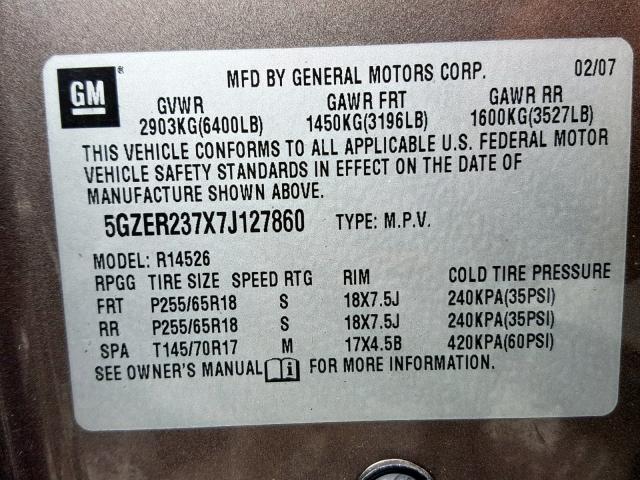 GM ® MFD BY GENERAL MOTORS CORP. 02/07
GVWR GAWR FRT GAWR RR
2903KG(6400LB) 1450KG(3196LB) 1600KG(3527LB)
THIS VEHICLE CONFORMS TO ALL APPLICABLE U.S. FEDERAL MOTOR
VEHICLE SAFETY STANDARDS IN EFFECT ON THE DATE OF
MANUFACTURE SHOWN ABOVE.
5GZER237X7J127860 TYPE: M.P.V.
MODEL: R14526
RPGG TIRE SIZE SPEED RTG RIM COLD TIRE PRESSURE
FRT P255/65R18 S 18X7.5J 240KPA(35PSI)
RR P255/65R18 S 18X7.5J 240KPA(35PSI)
SPA T145/70R17 M 17X4.5B 420KPA(60PSI)
SEE OWNER'S MANUAL FOR MORE INFORMATION.